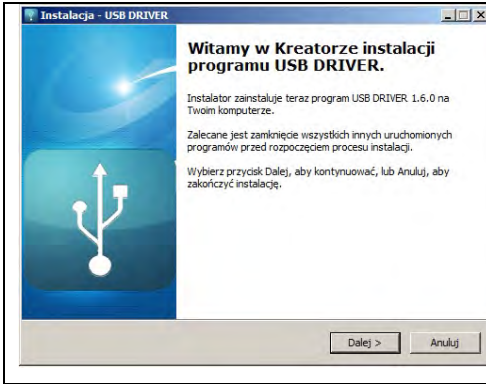 Instalacja - USB DRIVER
Witamy w Kreatorze instalacji
programu USB DRIVER.
Instalator zainstaluje teraz program USB DRIVER 1.6.0 na
Twoim komputerze.
Zalecane jest zamknięcie wszystkich innych uruchomionych
programów przed rozpoczęciem procesu instalacji.
Wybierz przycisk Dalej, aby kontynuować, lub Anuluj, aby
zakończyć instalację.
Dalej >
Anuluj